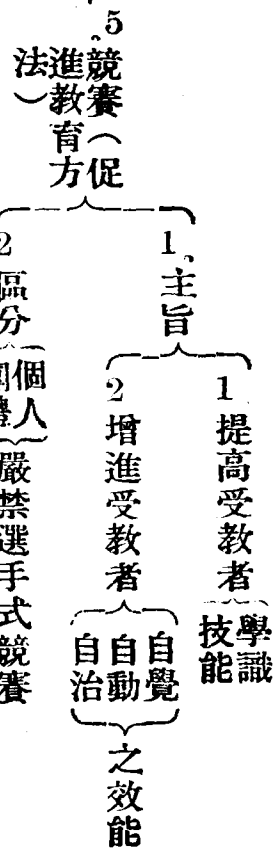 5、競賽（促
進教育方
法）
1、主旨
1 提高受教者
學識
技能
2 增進受教者
自覺
自動
自治
之效能
2 區分
個人
嚴禁選手式競賽